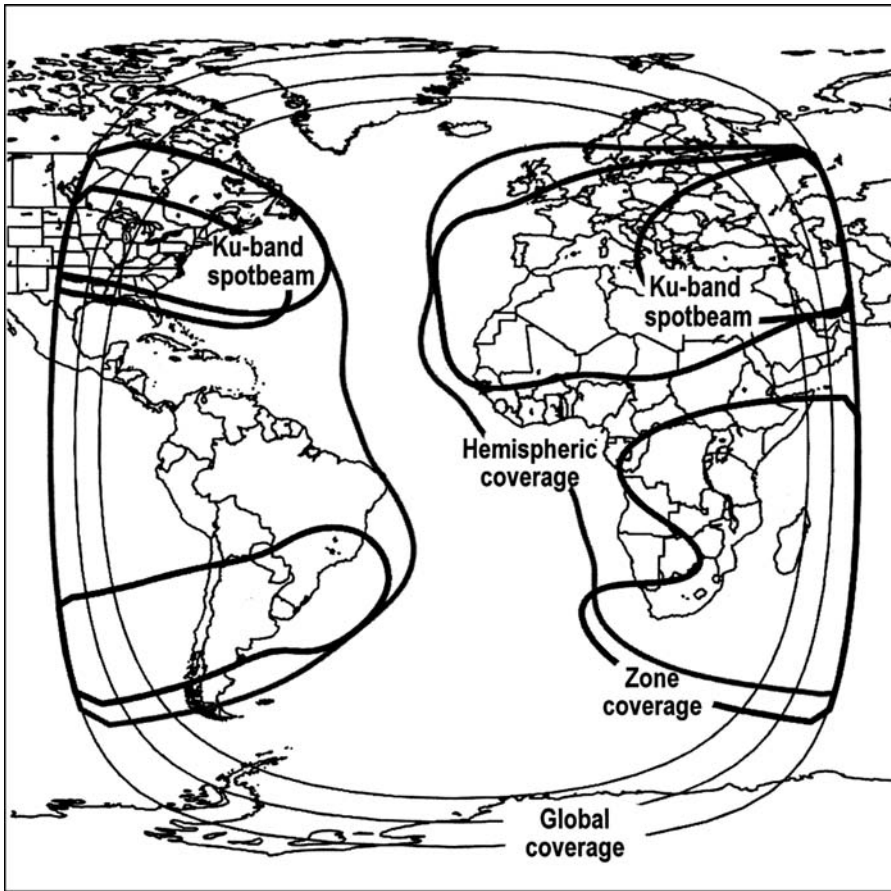 Ku-band
spotbeam
Ku-band
spotbeam
Hemispheric
coverage
Zone
coverage
Global
coverage